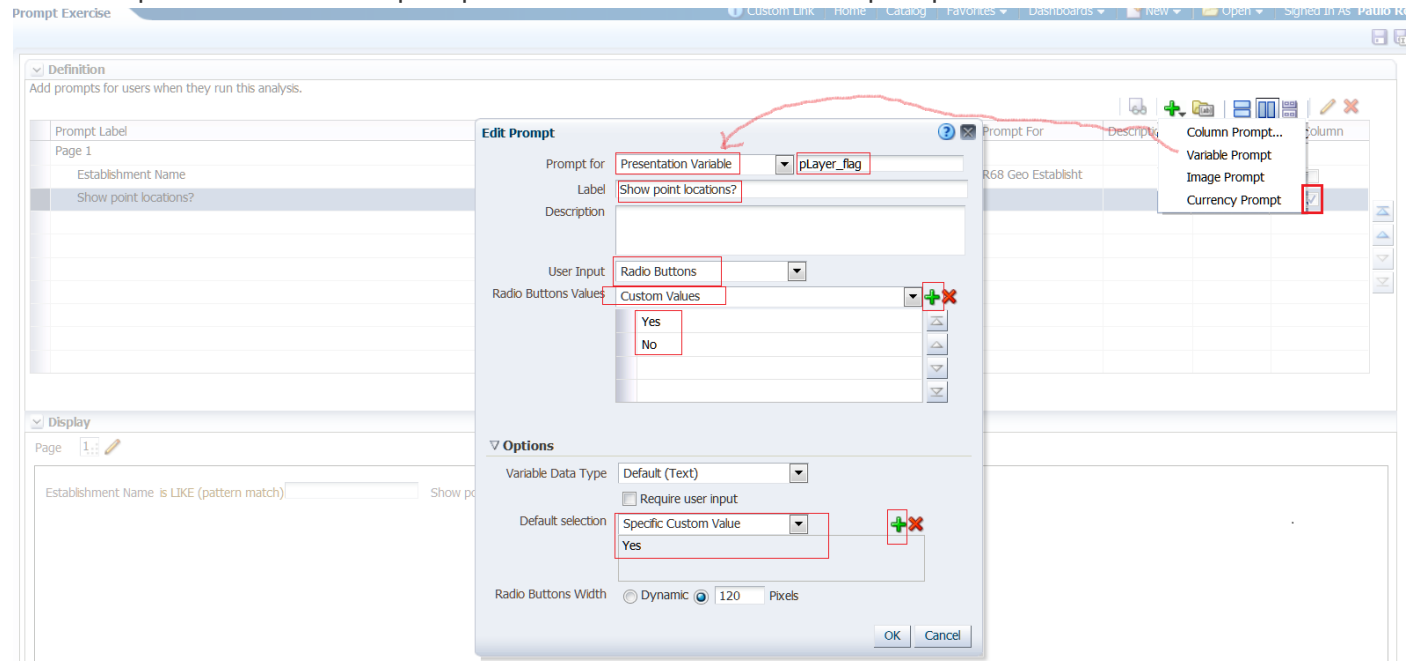 Prompt Exercise
Custom Link Home Catalog Favorites Dashboards New Open Signed In As Paulo
Definition
Add prompts for users when they run this analysis.
Prompt Label
Prompt For
Page 1
Establishment Name
R68 Geo Establisht
Show point locations?
Column Prompt...
Variable Prompt
Image Prompt
Currency Prompt
Edit Prompt
Prompt for Presentation Variable pLayer_flag
Label Show point locations?
Description
User Input Radio Buttons
Radio Buttons Values Custom Values
Yes
No
Options
Variable Data Type Default (Text)
Require user input
Default selection Specific Custom Value
Yes
Radio Buttons Width Dynamic 120 Pixels
OK Cancel
Display
Page 1
Establishment Name is LIKE (pattern match) Show